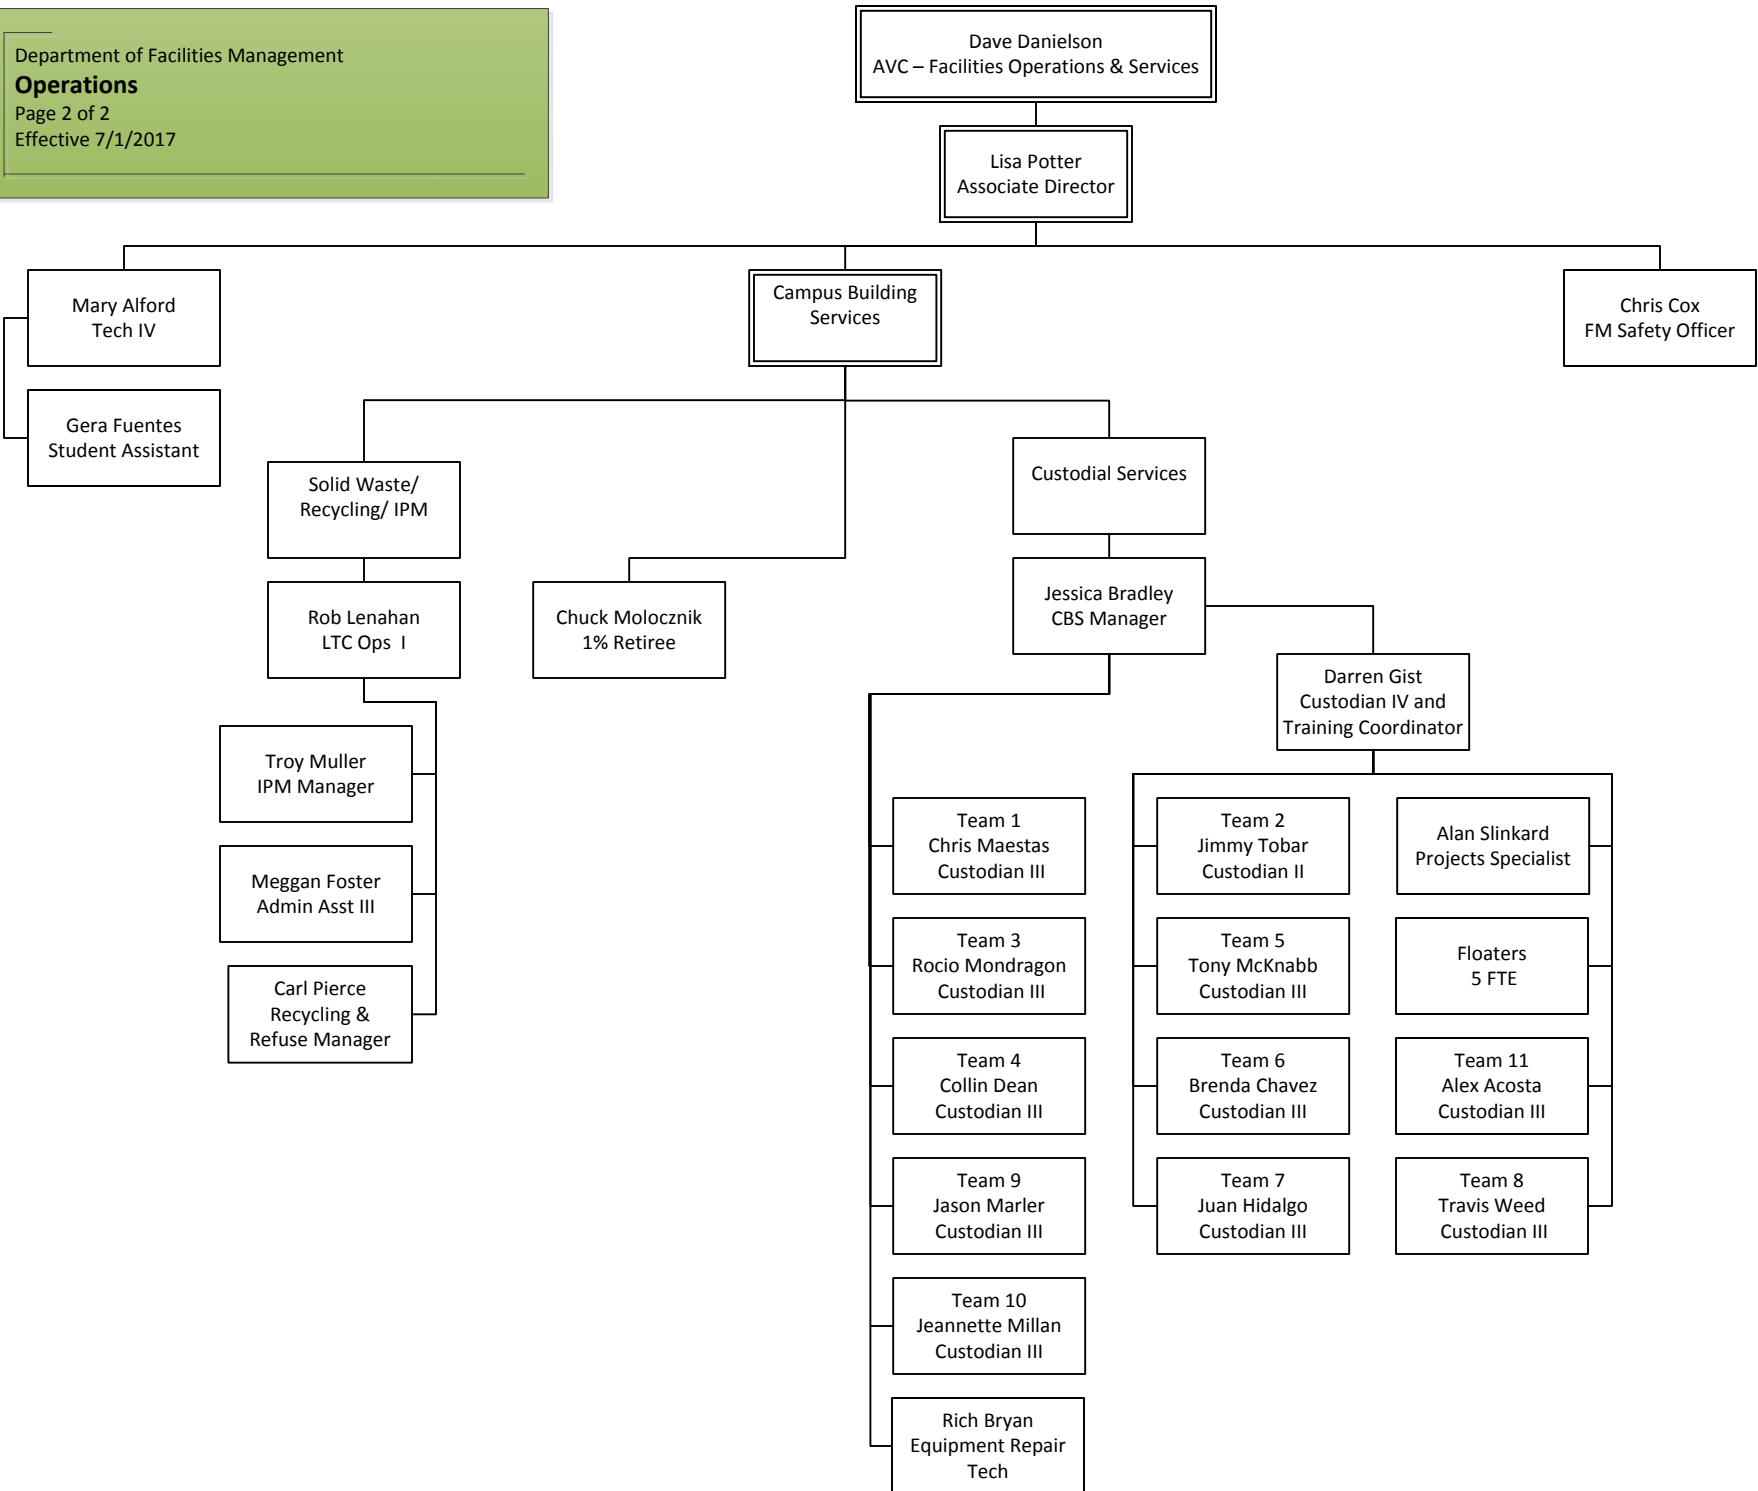 Department of Facilities Management
Operations
Page 2 of 2
Effective 7/1/2017
Dave Danielson
AVC – Facilities Operations & Services
Lisa Potter
Associate Director
Mary Alford
Tech IV
Gera Fuentes
Student Assistant
Campus Building
Services
Chris Cox
FM Safety Officer
Solid Waste/
Recycling/ IPM
Rob Lenahan
LTC Ops I
Troy Muller
IPM Manager
Meggan Foster
Admin Asst III
Carl Pierce
Recycling &
Refuse Manager
Chuck Molocznik
1% Retiree
Custodial Services
Jessica Bradley
CBS Manager
Darren Gist
Custodian IV and
Training Coordinator
Team 1
Chris Maestas
Custodian III
Team 3
Rocio Mondragon
Custodian III
Team 4
Collin Dean
Custodian III
Team 9
Jason Marler
Custodian III
Team 10
Jeannette Millan
Custodian III
Rich Bryan
Equipment Repair
Tech
Team 2
Jimmy Tobar
Custodian II
Team 5
Tony McKnabb
Custodian III
Team 6
Brenda Chavez
Custodian III
Team 7
Juan Hidalgo
Custodian III
Alan Slinkard
Projects Specialist
Floaters
5 FTE
Team 11
Alex Acosta
Custodian III
Team 8
Travis Weed
Custodian III